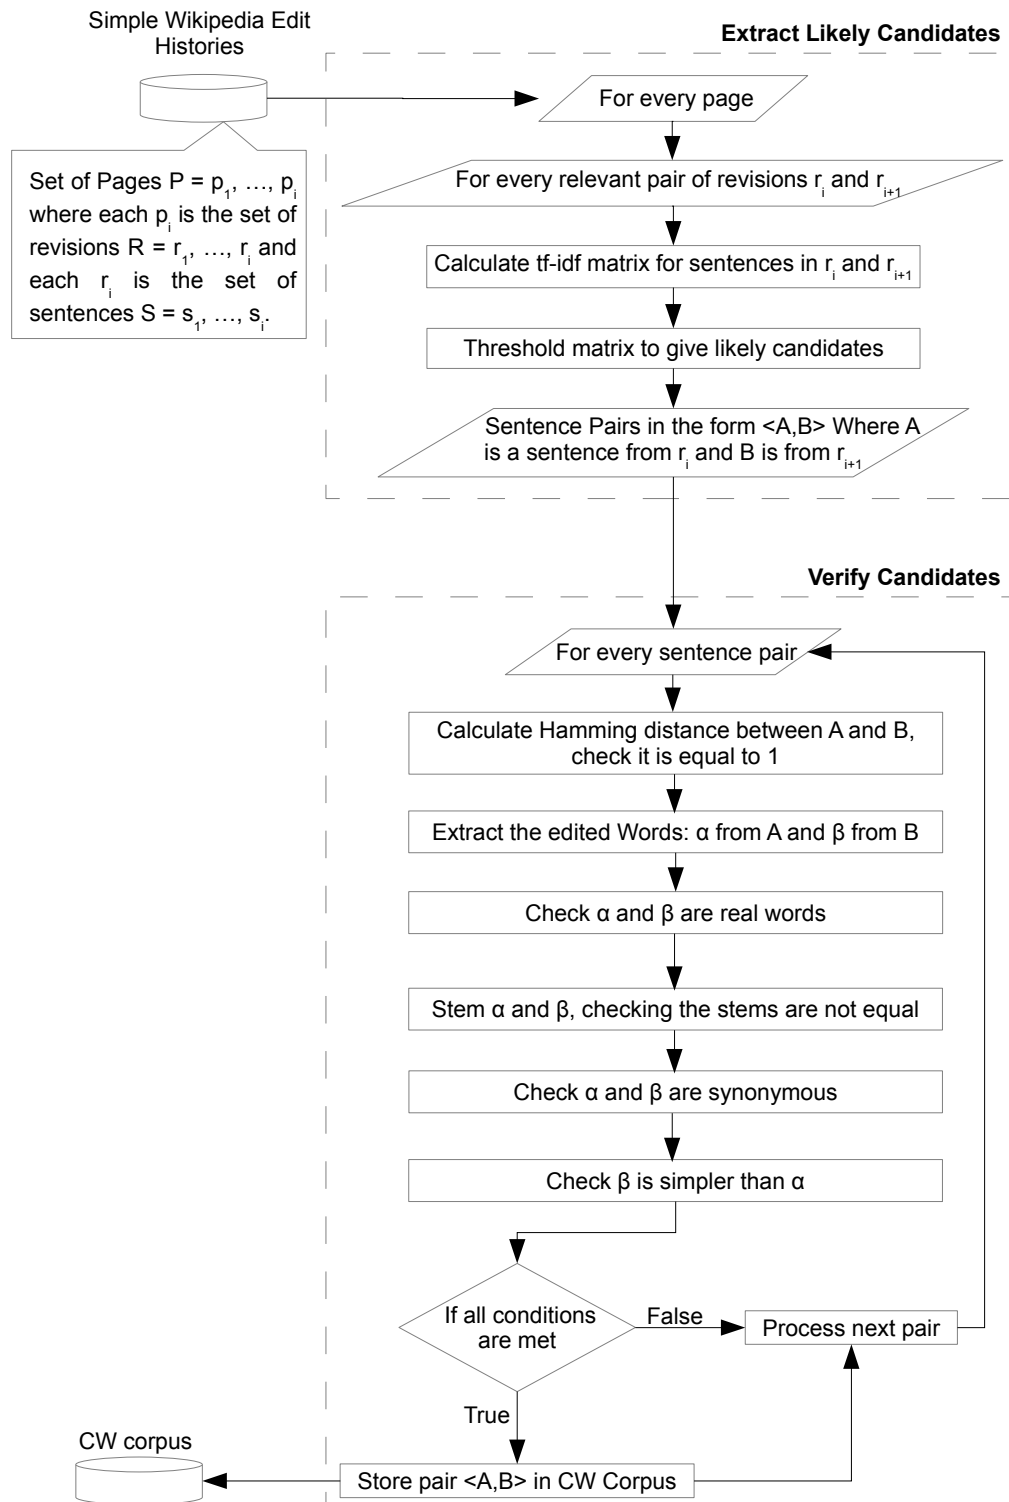 Simple Wikipedia Edit
Histories
Extract Likely Candidates
For every page
Set of Pages P = p1, …, pi
where each pi is the set of
revisions R = r1, …, ri and
each ri is the set of
sentences S = s1, …, si.
For every relevant pair of revisions ri and ri+1
Calculate tf-idf matrix for sentences in ri and ri+1
Threshold matrix to give likely candidates
Sentence Pairs in the form <A,B> Where A
is a sentence from ri and B is from ri+1
Verify Candidates
For every sentence pair
Calculate Hamming distance between A and B,
check it is equal to 1
Extract the edited Words: α from A and β from B
Check α and β are real words
Stem α and β, checking the stems are not equal
Check α and β are synonymous
Check β is simpler than α
If all conditions
are met
False
Process next pair
True
CW corpus
Store pair <A,B> in CW Corpus